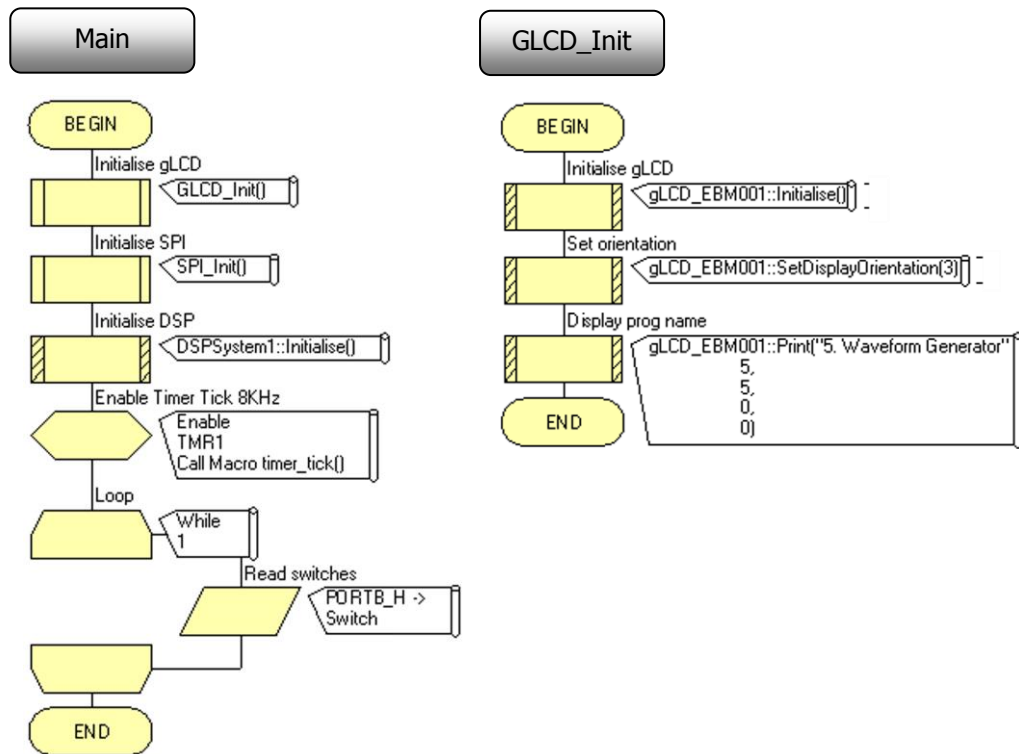 Main
BEGIN
Initialise gLCD
GLCD_Init()
Initialise SPI
SPI_Init()
Initialise DSP
DSPSystem1::Initialise()
Enable Timer Tick 8KHz
Enable
TMR1
Call Macro timer_tick()
Loop
While
1
Read switches
PORTB_H ->
Switch
END
GLCD_Init
BEGIN
Initialise gLCD
gLCD_EBM001::Initialise()
Set orientation
gLCD_EBM001::SetDisplayOrientation(3)
Display prog name
gLCD_EBM001::Print("5. Waveform Generator"
5,
5,
0,
0)
END